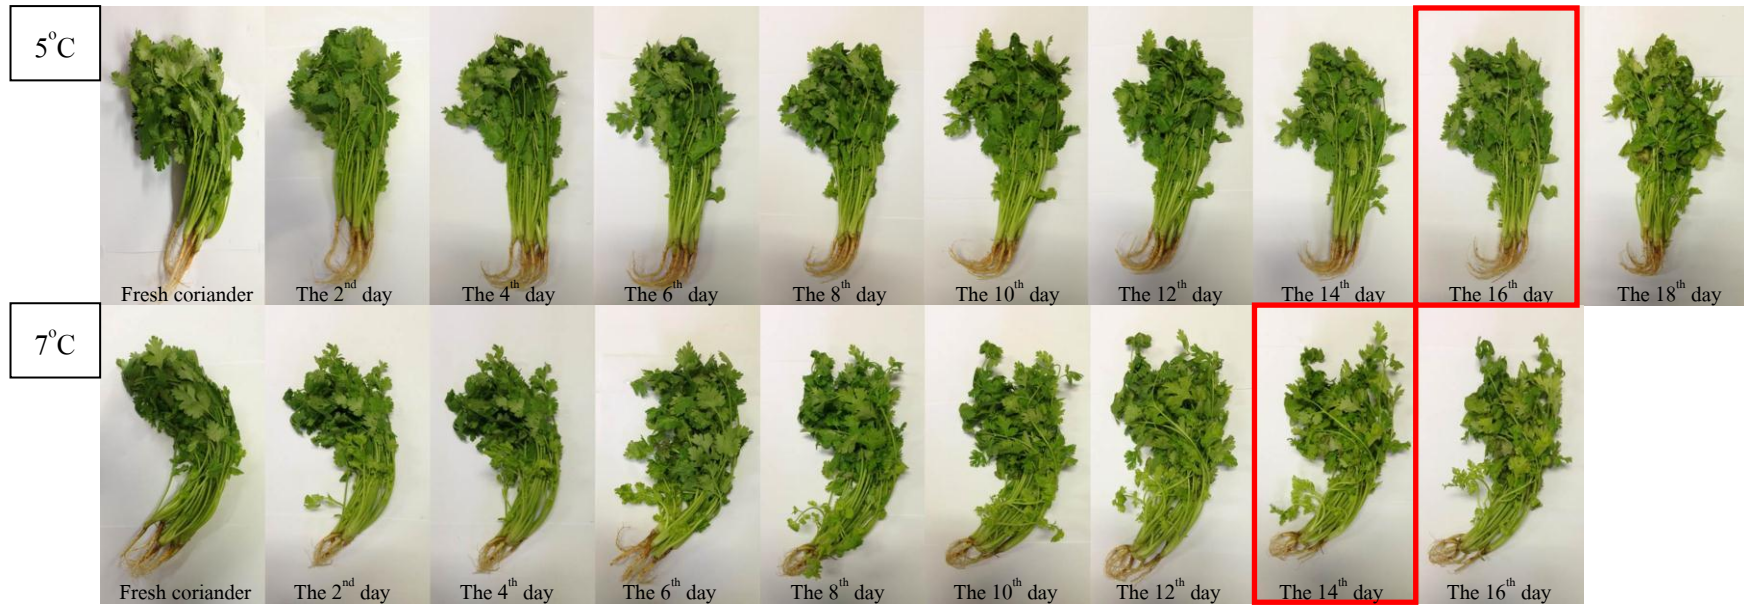 5°C
Fresh coriander
The 2nd day
The 4th day
The 6th day
The 8th day
The 10th day
The 12th day
The 14th day
The 16th day
The 18th day
7°C
Fresh coriander
The 2nd day
The 4th day
The 6th day
The 8th day
The 10th day
The 12th day
The 14th day
The 16th day